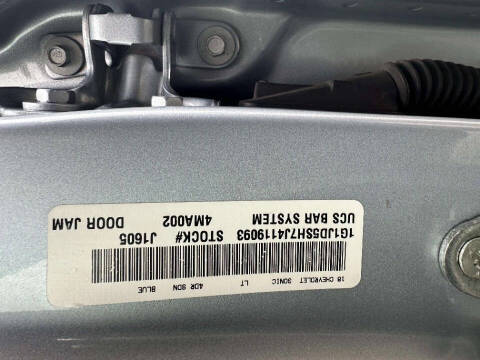 18 CHEVROLET SONIC LT 4DR SDN BLUE
1G1JD5SH7J4119093 STOCK# J1605
UCS BAR SYSTEM 4MA002 DOOR JAM